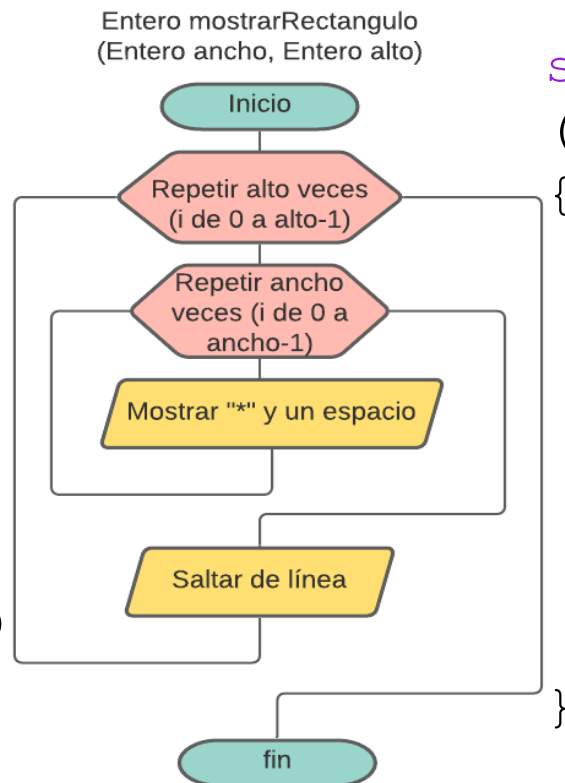 Entero mostrarRectangulo
(Entero ancho, Entero alto)
Inicio
Repetir alto veces
(i de 0 a alto-1)
Repetir ancho
veces (i de 0 a
ancho-1)
Mostrar "*" y un espacio
Saltar de línea
fin
s
(
{
)
}